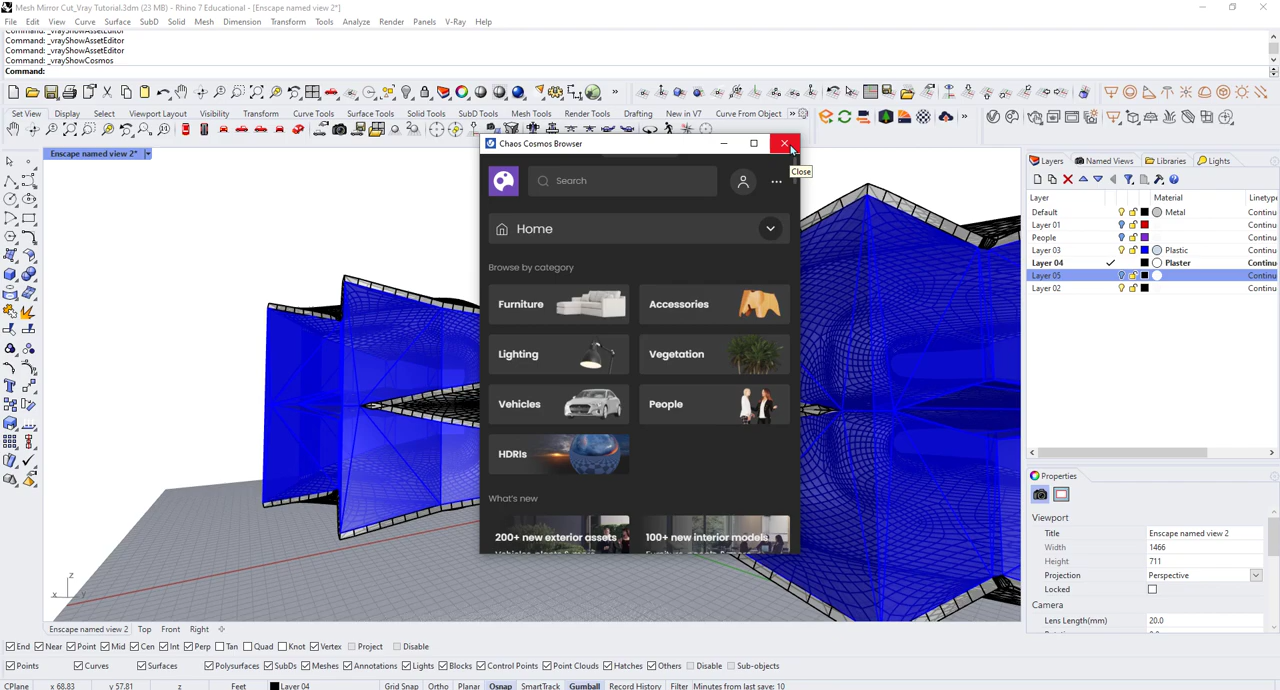 Mesh Mirror Cut_Vray Tutorial.3dm (23 MB) - Rhino 7 Educational - [Enscape named view 2*]
File Edit View Curve Surface SubD Solid Mesh Dimension Transform Tools Analyze Render Panels V-Ray Help
Command: _vrayShowAssetEditor
Command: _vrayShowAssetEditor
Command: _vrayShowCosmos
Command:
Set View Display Select Viewport Layout Visibility Transform Curve Tools Surface Tools Solid Tools SubD Tools Mesh Tools Render Tools Drafting New in V7 Curve From Object
Enscape named view 2*
Chaos Cosmos Browser
Close
Search
Home
Browse by category
Furniture Accessories
Lighting Vegetation
Vehicles People
HDRIs
What's new
200+ new exterior assets 100+ new interior models
Layers Named Views Libraries Lights
Layer Material Linetype
Default Metal Continu
Layer 01 Continu
People Continu
Layer 03 Plastic Continu
Layer 04 Plaster Continu
Layer 05 Continu
Layer 02 Continu
Properties
Viewport
Title Enscape named view 2
Width 1466
Height 711
Projection Perspective
Locked
Camera
Lens Length(mm) 20.0
z
x y
Enscape named view 2 Top Front Right
End Near Point Mid Cen Int Perp Tan Quad Knot Vertex Project Disable
Points Curves Surfaces Polysurfaces SubDs Meshes Annotations Lights Blocks Control Points Point Clouds Hatches Others Disable Sub-objects
CPlane x 68.83 y 57.81 z Feet Layer 04 Grid Snap Ortho Planar Osnap SmartTrack Gumball Record History Filter Minutes from last save: 10